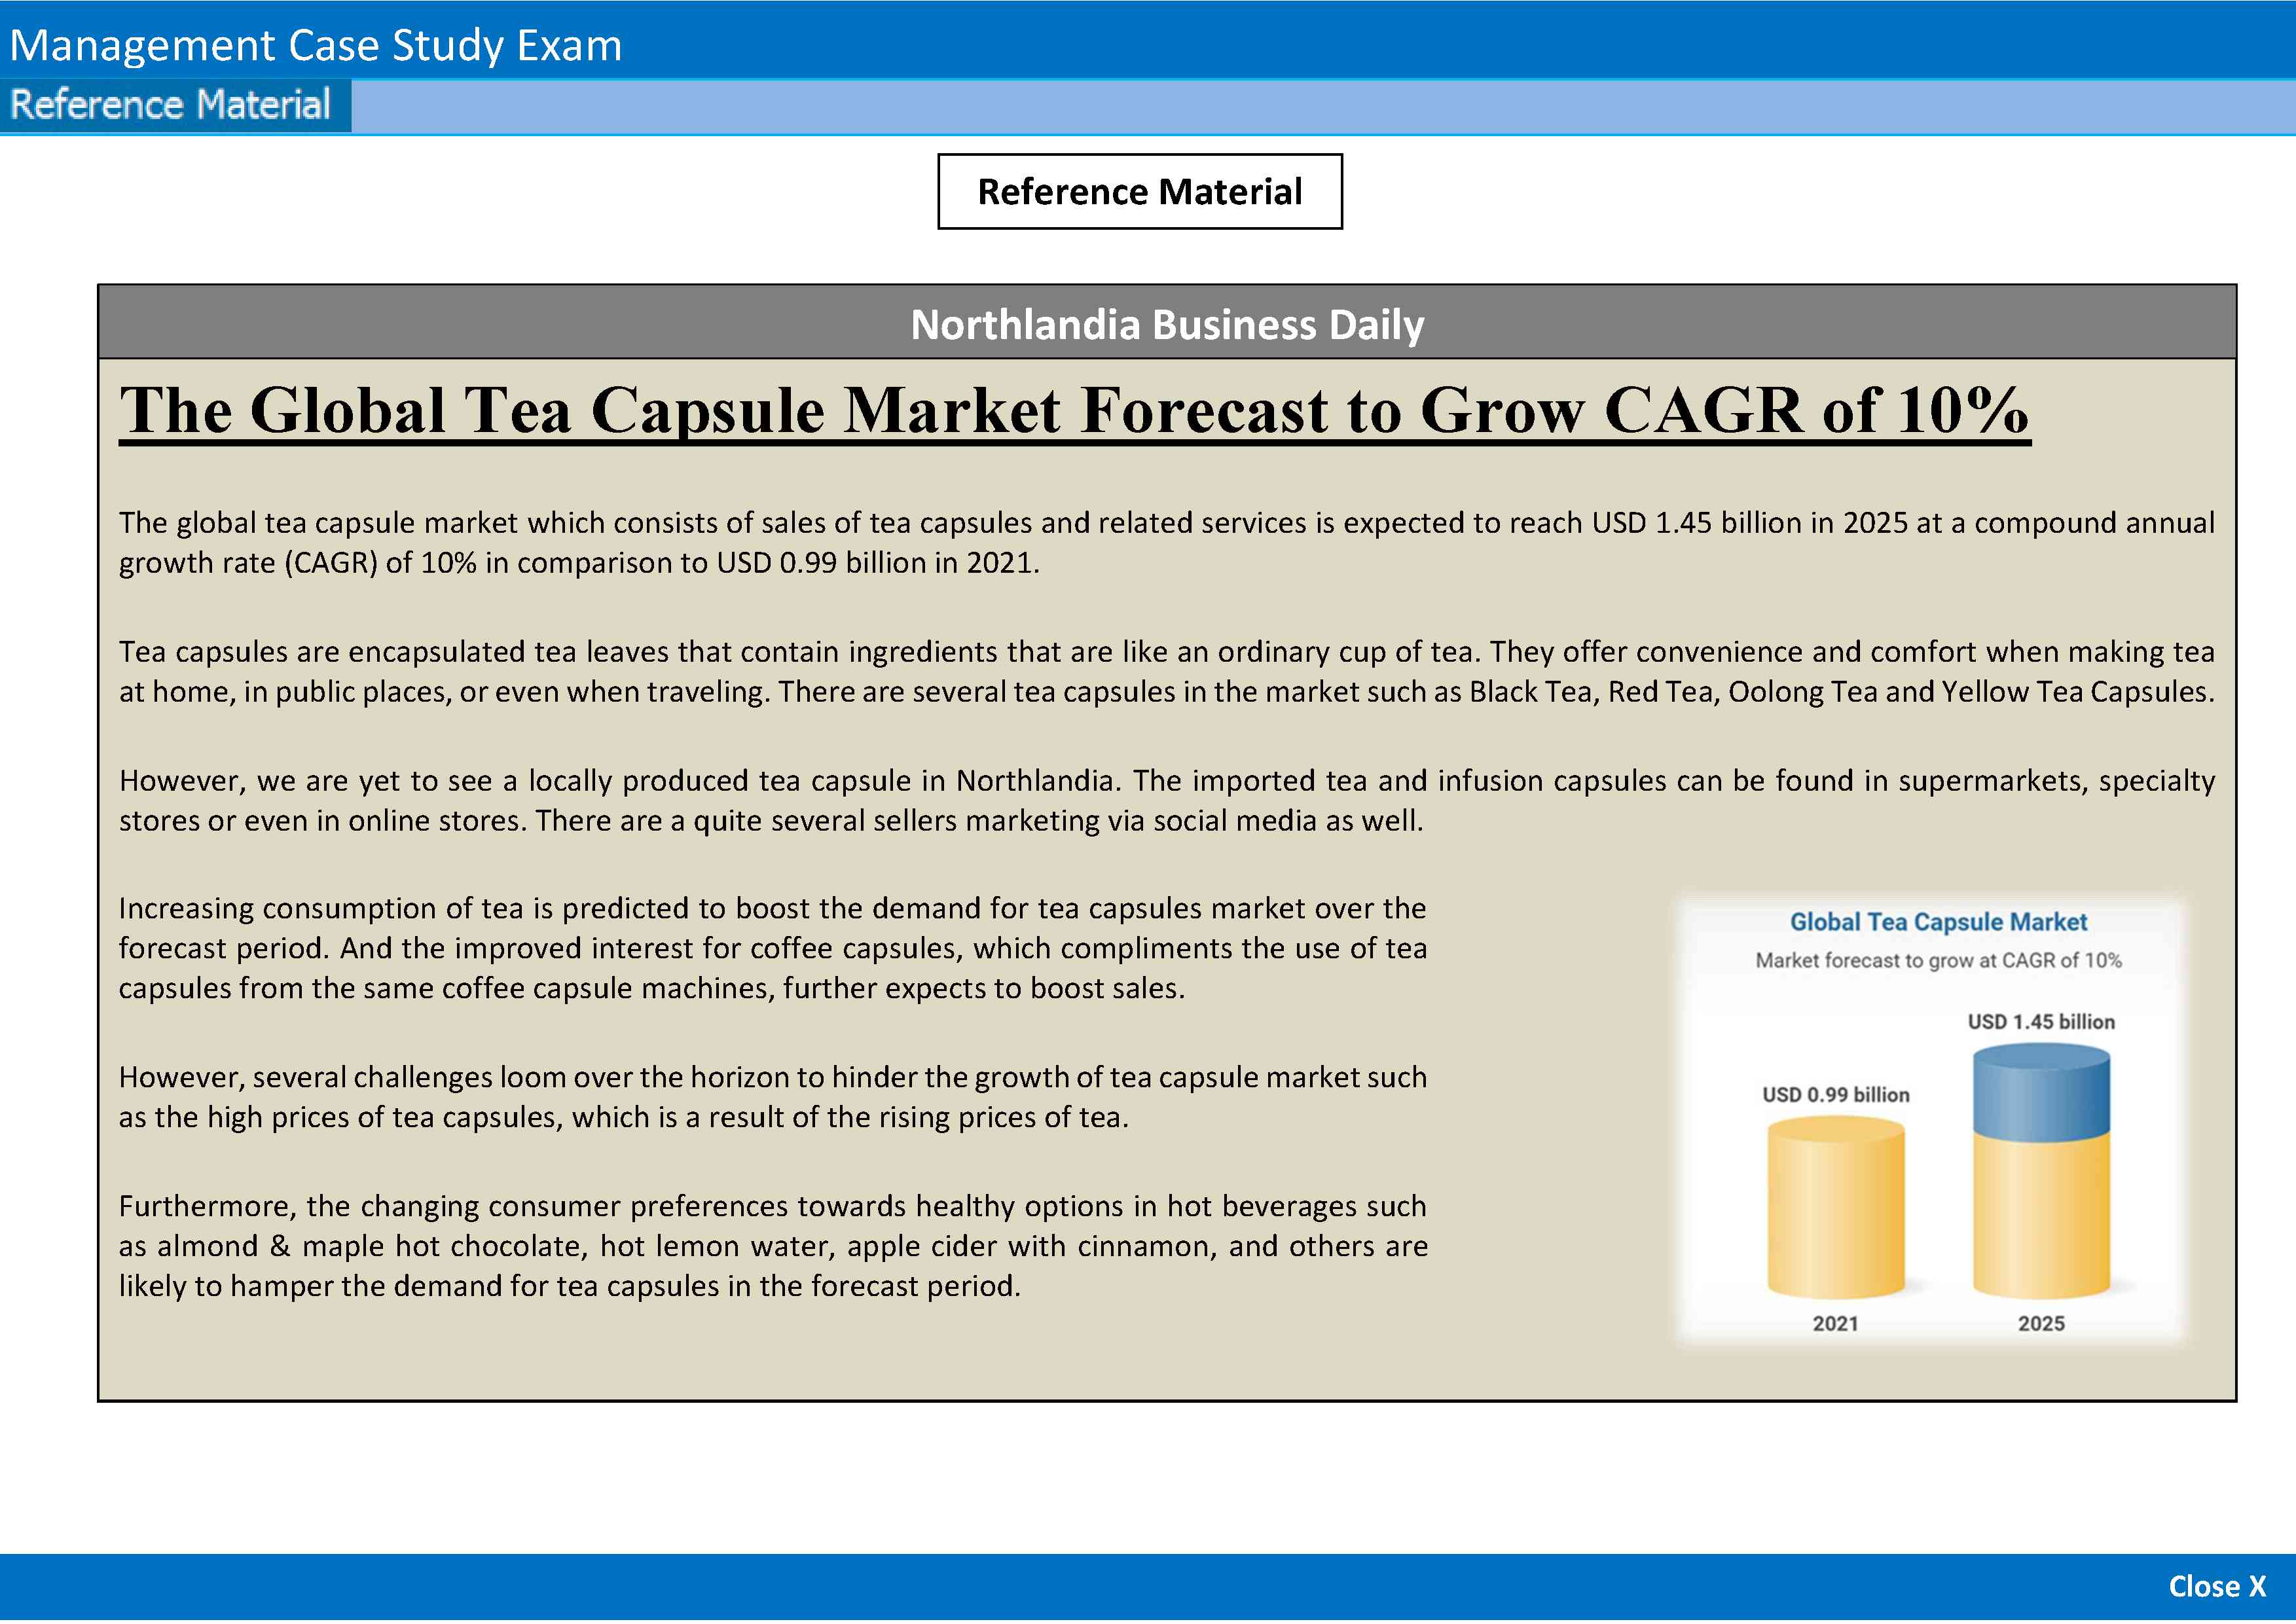 Management Case Study Exam
Reference Material
Reference Material
Northlandia Business Daily
The Global Tea Capsule Market Forecast to Grow CAGR of 10%
The global tea capsule market which consists of sales of tea capsules and related services is expected to reach USD 1.45 billion in 2025 at a compound annual
growth rate (CAGR) of 10% in comparison to USD 0.99 billion in 2021.
Tea capsules are encapsulated tea leaves that contain ingredients that are like an ordinary cup of tea. They offer convenience and comfort when making tea
at home, in public places, or even when traveling. There are several tea capsules in the market such as Black Tea, Red Tea, Oolong Tea and Yellow Tea Capsules.
However, we are yet to see a locally produced tea capsule in Northlandia. The imported tea and infusion capsules can be found in supermarkets, specialty
stores or even in online stores. There are a quite several sellers marketing via social media as well.
Increasing consumption of tea is predicted to boost the demand for tea capsules market over the
forecast period. And the improved interest for coffee capsules, which compliments the use of tea
capsules from the same coffee capsule machines, further expects to boost sales.
However, several challenges loom over the horizon to hinder the growth of tea capsule market such
as the high prices of tea capsules, which is a result of the rising prices of tea.
Furthermore, the changing consumer preferences towards healthy options in hot beverages such
as almond & maple hot chocolate, hot lemon water, apple cider with cinnamon, and others are
likely to hamper the demand for tea capsules in the forecast period.
Global Tea Capsule Market
Market forecast to grow at CAGR of 10%
USD 1.45 billion
USD 0.99 billion
2021
2025
Close X